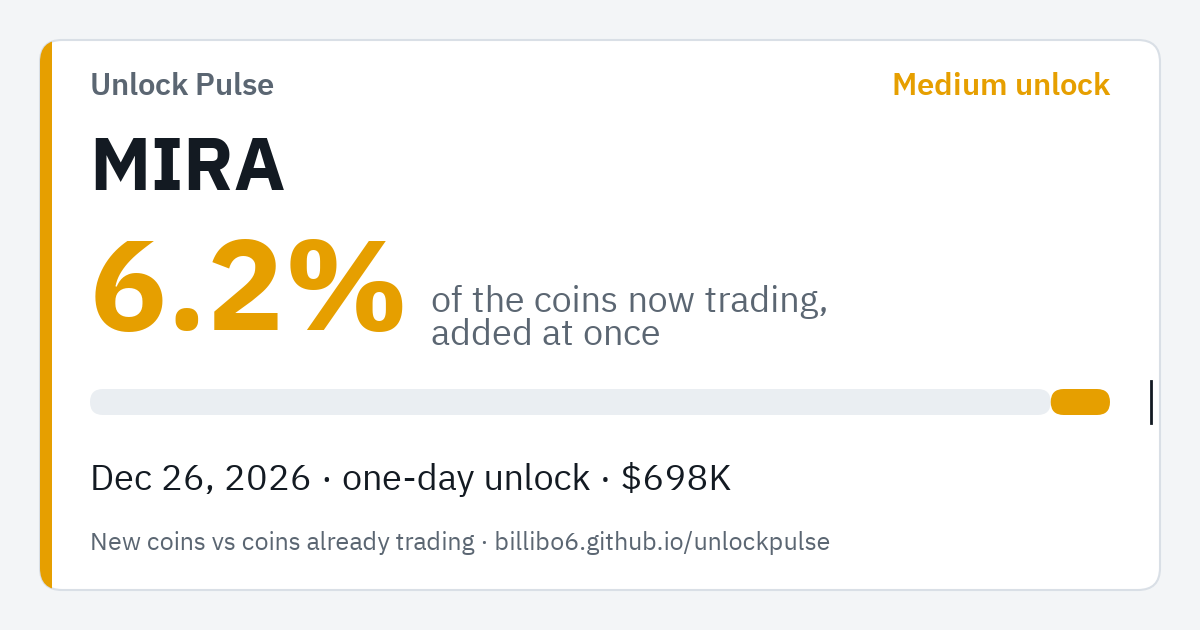 Unlock Pulse
Medium unlock
MIRA
6.2%
of the coins now trading,
added at once
Dec 26, 2026 · one-day unlock · $698K
New coins vs coins already trading · billibo6.github.io/unlockpulse